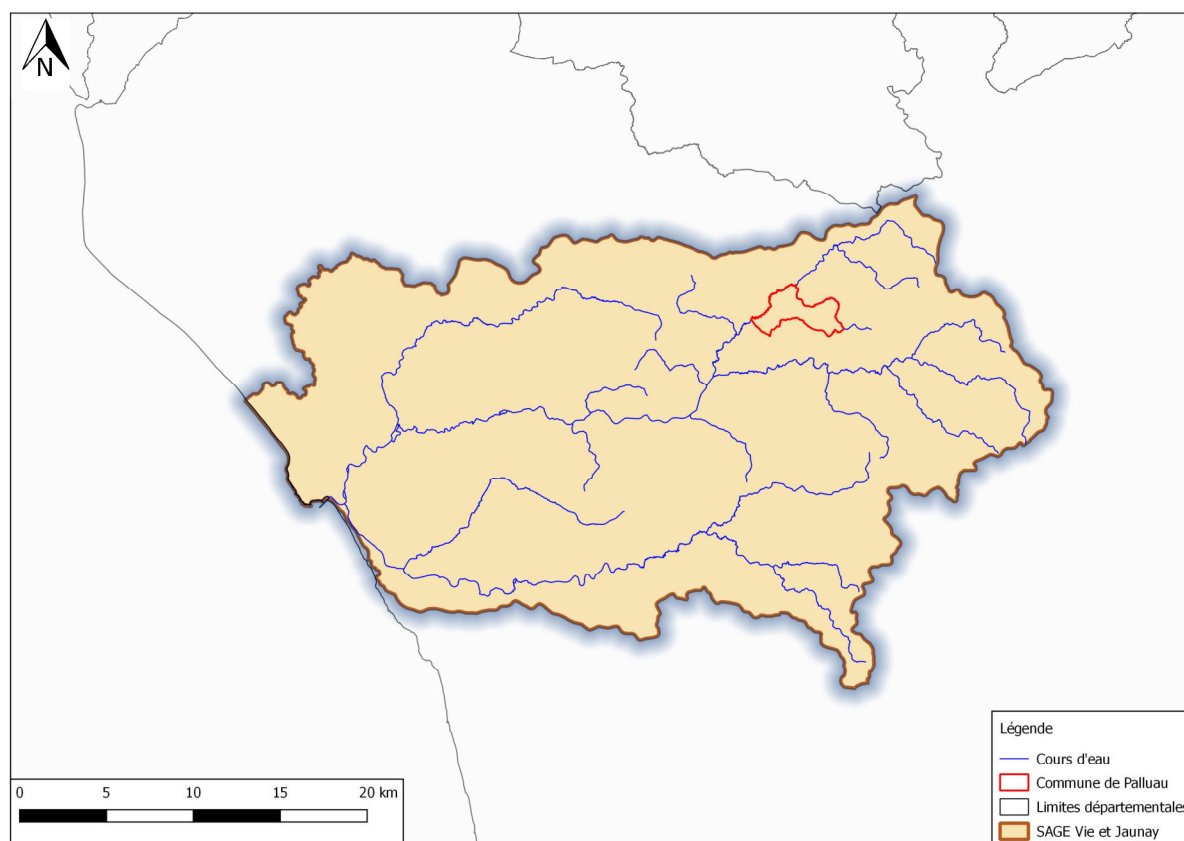 N
Légende
Cours d'eau
Commune de Palluau
Limites départementales
SAGE Vie et Jaunay
0 5 10 15 20 km